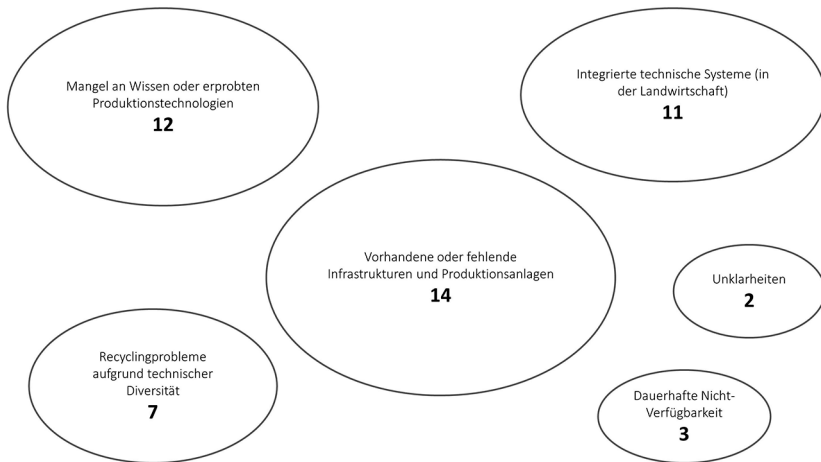 Mangel an Wissen oder erprobten
Produktionstechnologien
12
Integrierte technische Systeme (in
der Landwirtschaft)
11
Vorhandene oder fehlende
Infrastrukturen und Produktionsanlagen
14
Unklarheiten
2
Recyclingprobleme
aufgrund technischer
Diversität
7
Dauerhafte Nicht-
Verfügbarkeit
3